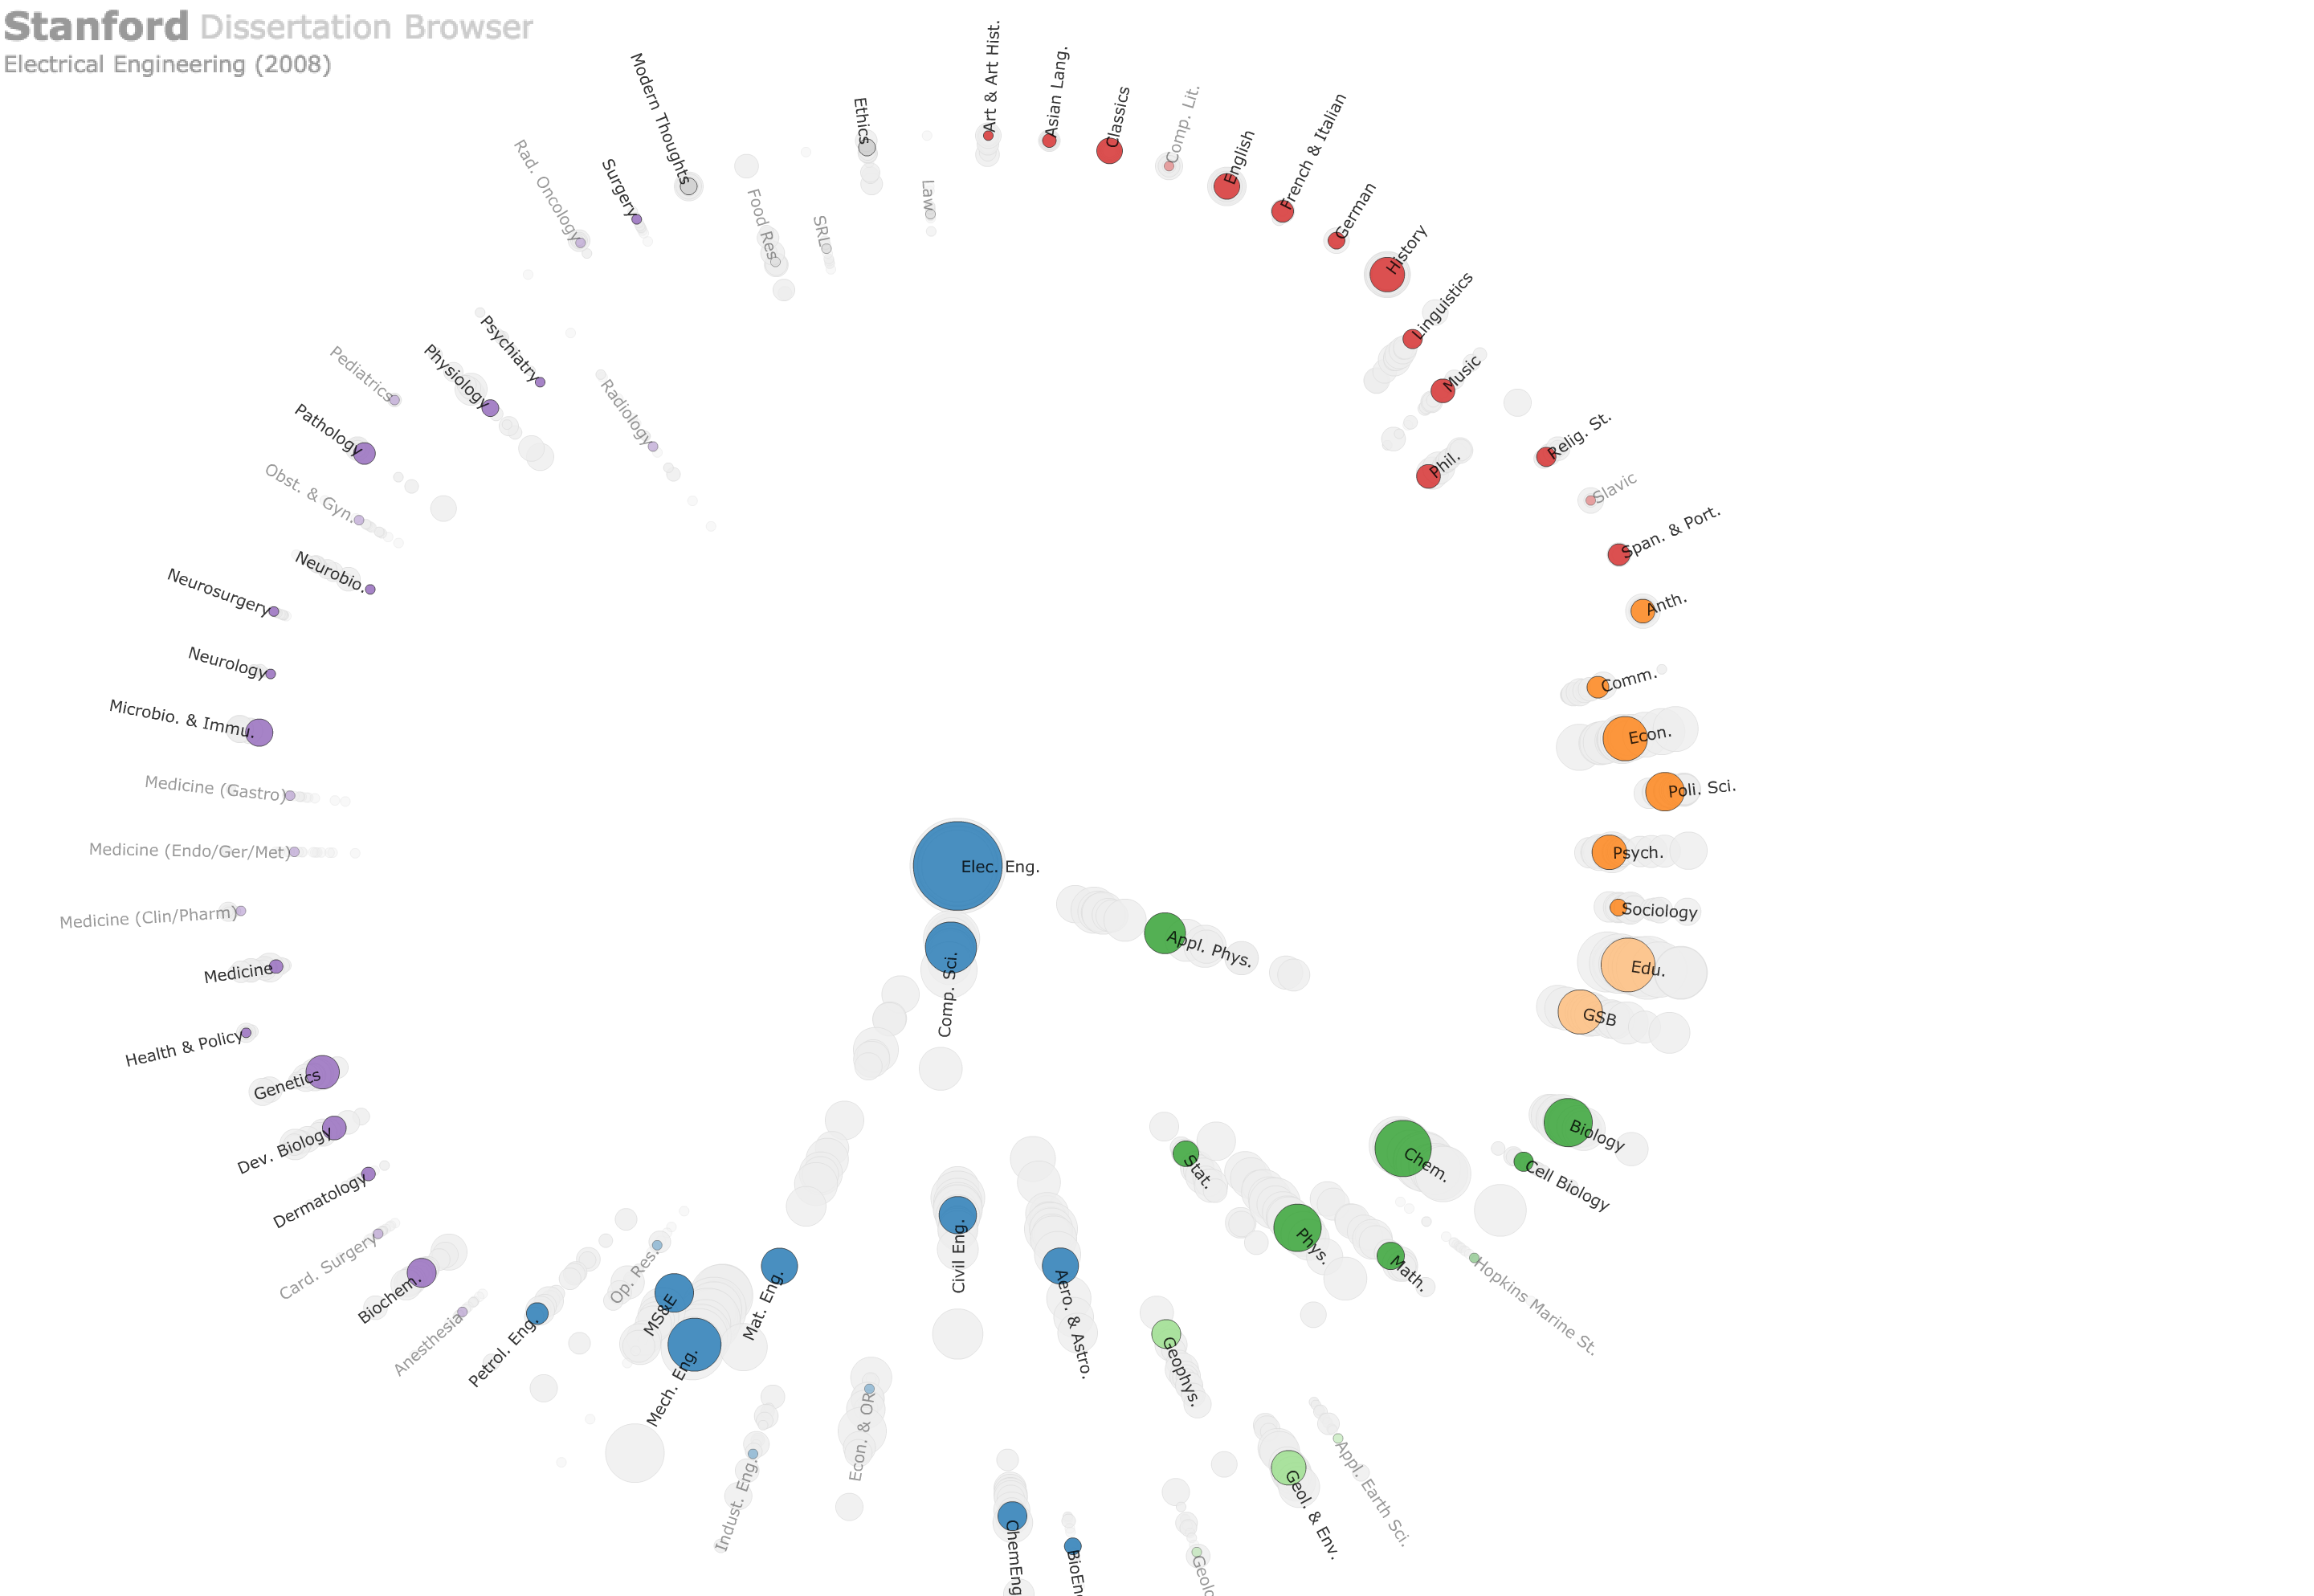 Stanford Dissertation Browser
Electrical Engineering (2008)
Art & Art Hist.
Asian Lang.
Classics
Comp. Lit.
English
French & Italian
German
History
Linguistics
Music
Phil.
Relig. St.
Slavic
Span. & Port.
Anth.
Comm.
Econ.
Poli. Sci.
Psych.
Sociology
Edu.
GSB
Biology
Cell Biology
Chem.
Hopkins Marine St.
Math.
Phys.
Stat.
Appl. Phys.
Appl. Earth Sci.
Geol. & Env.
Geophys.
Aero. & Astro.
ChemEng
Civil Eng.
Econ. & OR
Indust. Eng.
Mat. Eng.
Mech. Eng.
MS&E
Op. Res.
Petrol. Eng.
Elec. Eng.
Comp. Sci.
Anesthesia
Biochem.
Card. Surgery
Dermatology
Dev. Biology
Genetics
Health & Policy
Medicine
Medicine (Clin/Pharm)
Medicine (Endo/Ger/Met)
Medicine (Gastro)
Microbio. & Immu.
Neurology
Neurosurgery
Neurobio.
Obst. & Gyn.
Pathology
Pediatrics
Physiology
Psychiatry
Radiology
Rad. Oncology
Surgery
Modern Thoughts
Food Res
SRL
Ethics
Law